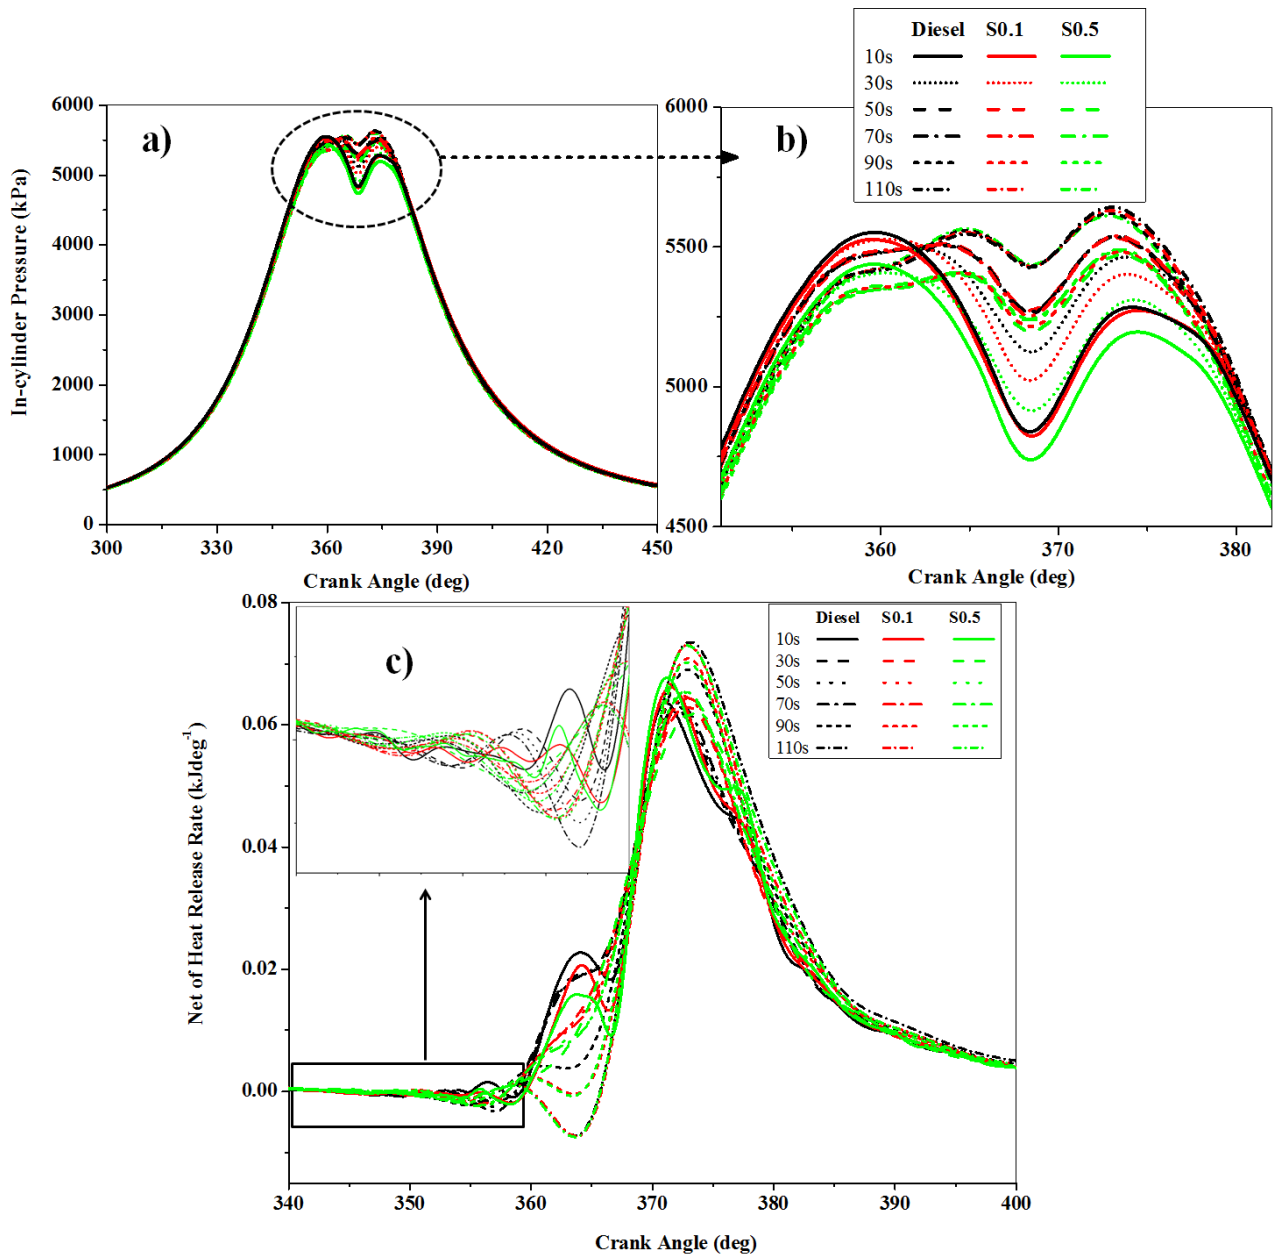 Diesel S0.1 S0.5
10s
30s
50s
70s
90s
110s
a)
6000
5000
4000
3000
2000
1000
0
In-cylinder Pressure (kPa)
300 330 360 390 420 450
Crank Angle (deg)
b)
6000
5500
5000
4500
360 370 380
Crank Angle (deg)
c)
Diesel S0.1 S0.5
10s
30s
50s
70s
90s
110s
0.08
0.06
0.04
0.02
0.00
Net of Heat Release Rate (kJdeg-1)
340 350 360 370 380 390 400
Crank Angle (deg)